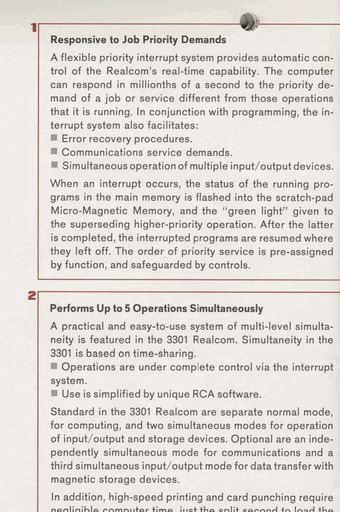 1
Responsive to Job Priority Demands
A flexible priority interrupt system provides automatic con-
trol of the Realcom's real-time capability. The computer
can respond in millionths of a second to the priority de-
mand of a job or service different from those operations
that it is running. In conjunction with programming, the in-
terrupt system also facilitates:
■ Error recovery procedures.
■ Communications service demands.
■ Simultaneous operation of multiple input/output devices.
When an interrupt occurs, the status of the running pro-
grams in the main memory is flashed into the scratch-pad
Micro-Magnetic Memory, and the "green light" given to
the superseding higher-priority operation. After the latter
is completed, the interrupted programs are resumed where
they left off. The order of priority service is pre-assigned
by function, and safeguarded by controls.
2
Performs Up to 5 Operations Simultaneously
A practical and easy-to-use system of multi-level simulta-
neity is featured in the 3301 Realcom. Simultaneity in the
3301 is based on time-sharing.
■ Operations are under complete control via the interrupt
system.
■ Use is simplified by unique RCA software.
Standard in the 3301 Realcom are separate normal mode,
for computing, and two simultaneous modes for operation
of input/output and storage devices. Optional are an inde-
pendently simultaneous mode for communications and a
third simultaneous input/output mode for data transfer with
magnetic storage devices.
In addition, high-speed printing and card punching require
negligible computer time, just the split second to load the